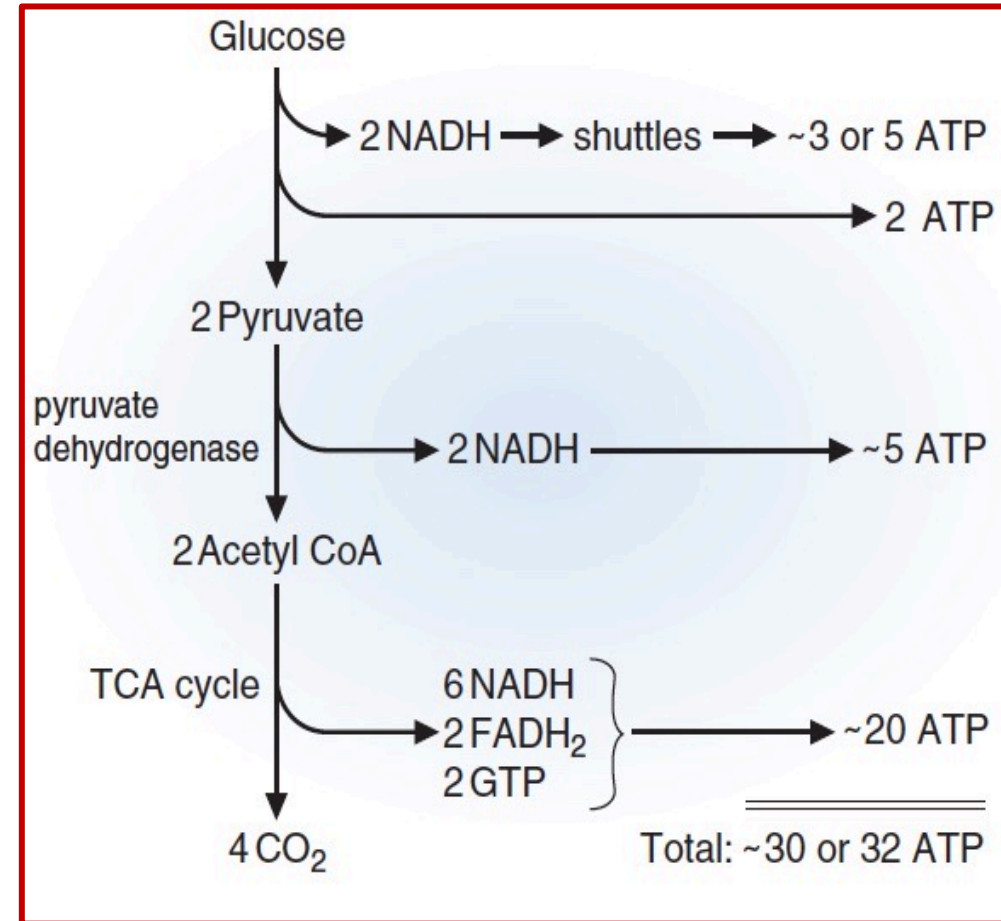 Glucose
2 NADH shuttles ~3 or 5 ATP
2 ATP
2 Pyruvate
pyruvate
dehydrogenase
2 NADH ~5 ATP
2 Acetyl CoA
TCA cycle
6 NADH
2 FADH₂
2 GTP
~20 ATP
4 CO₂
Total: ~30 or 32 ATP